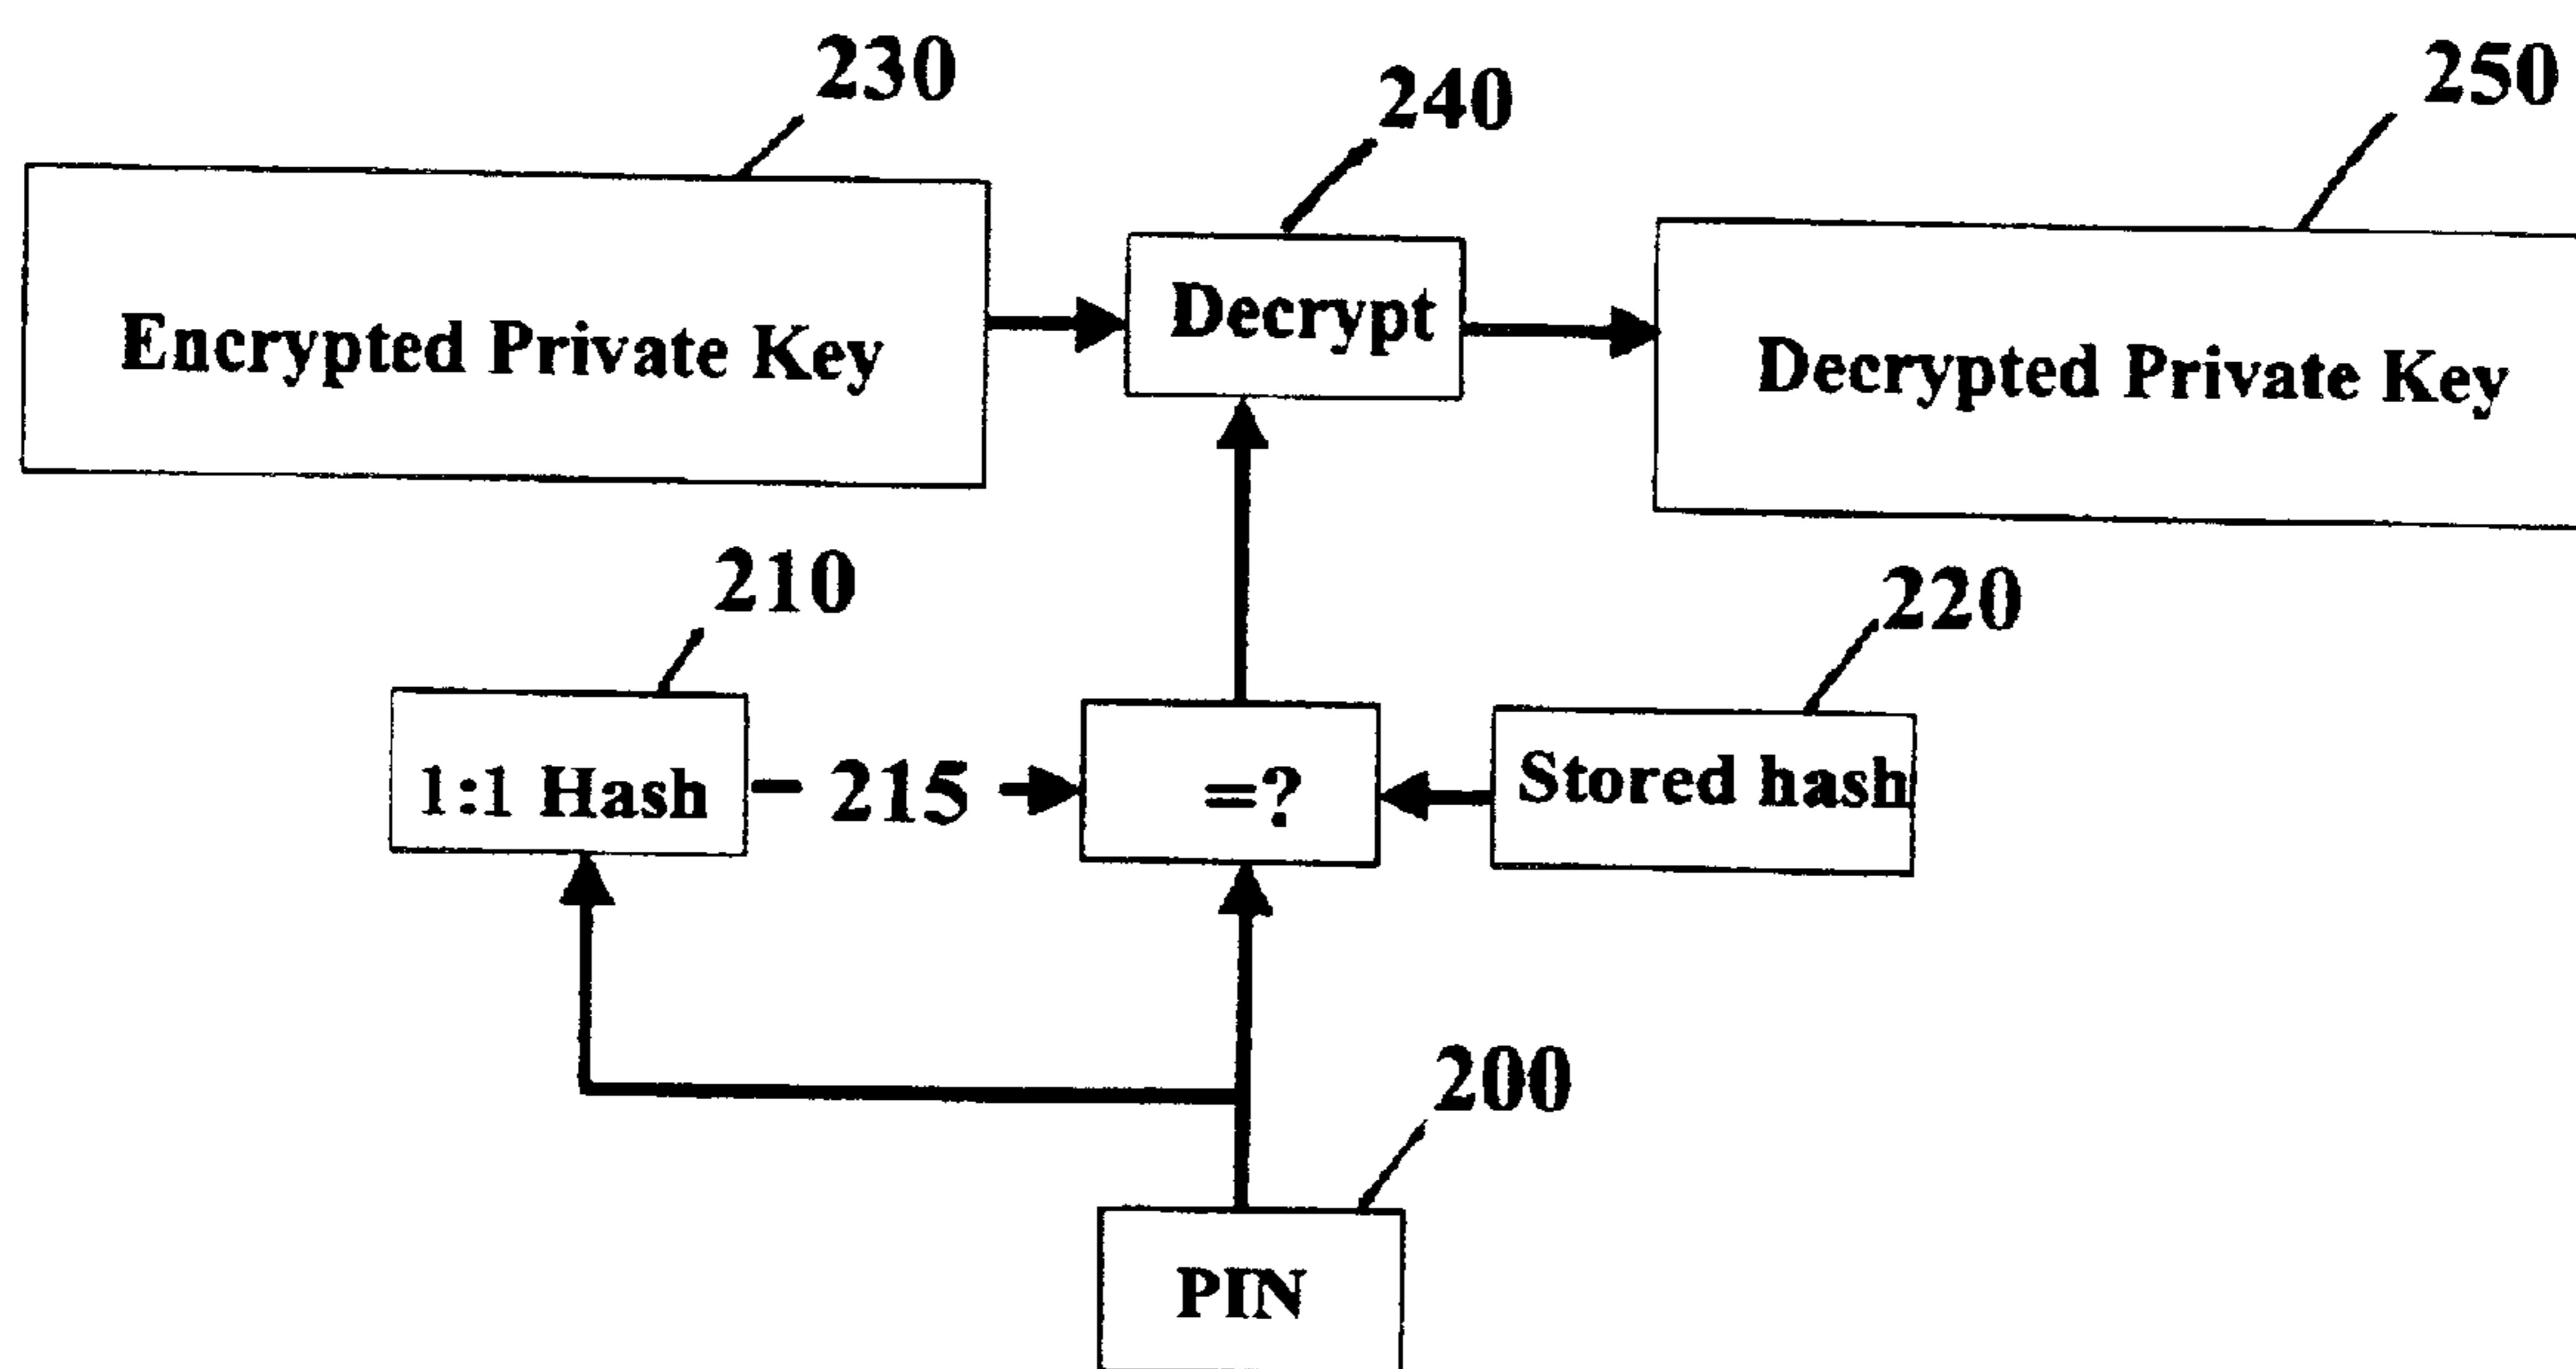 230
240
250
Encrypted Private Key
Decrypt
Decrypted Private Key
210
220
1:1 Hash
215
=?
Stored hash
200
PIN